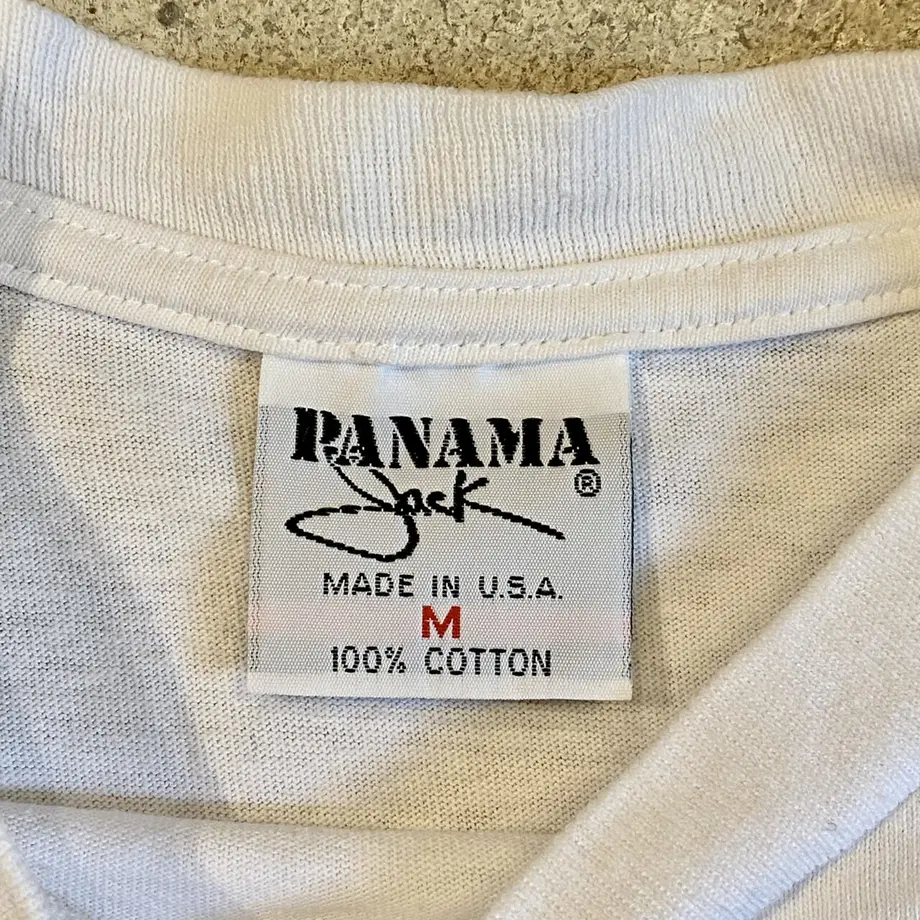 PANAMA
Jack ®
MADE IN U.S.A.
M
100% COTTON